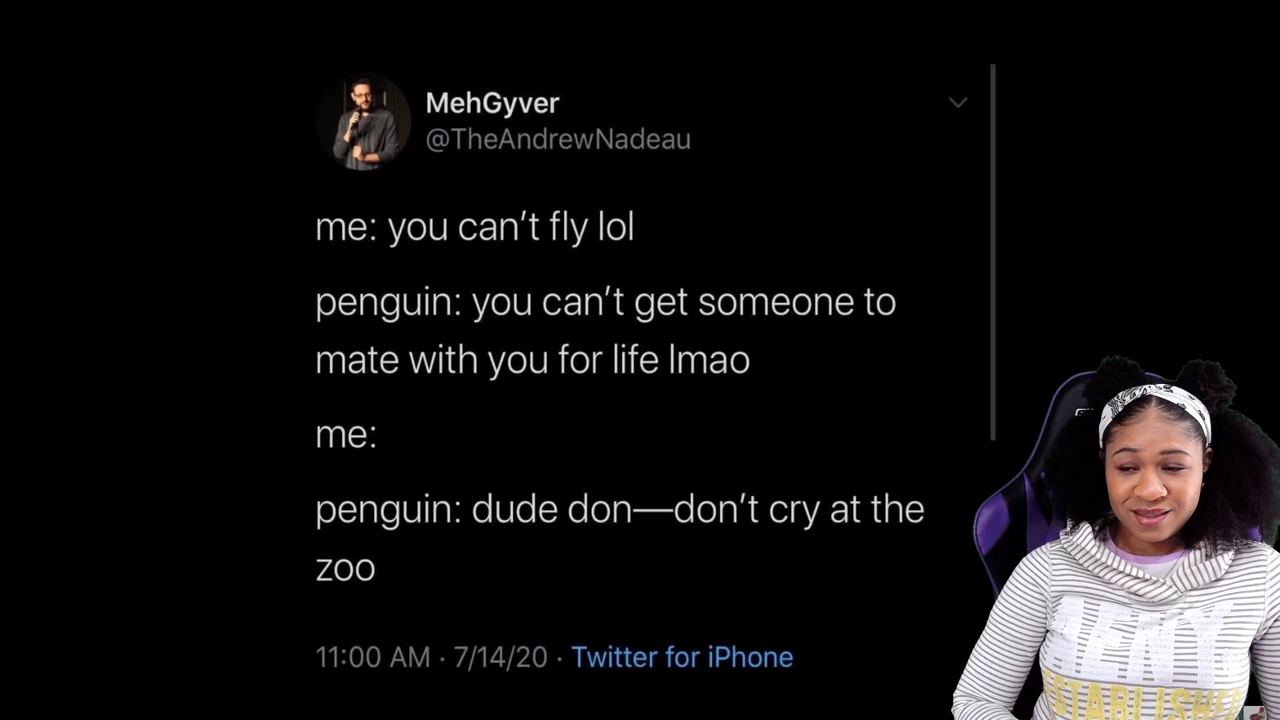 MehGyver
@TheAndrewNadeau
me: you can't fly lol
penguin: you can't get someone to
mate with you for life lmao
me:
penguin: dude don—don't cry at the
zoo
11:00 AM · 7/14/20 · Twitter for iPhone